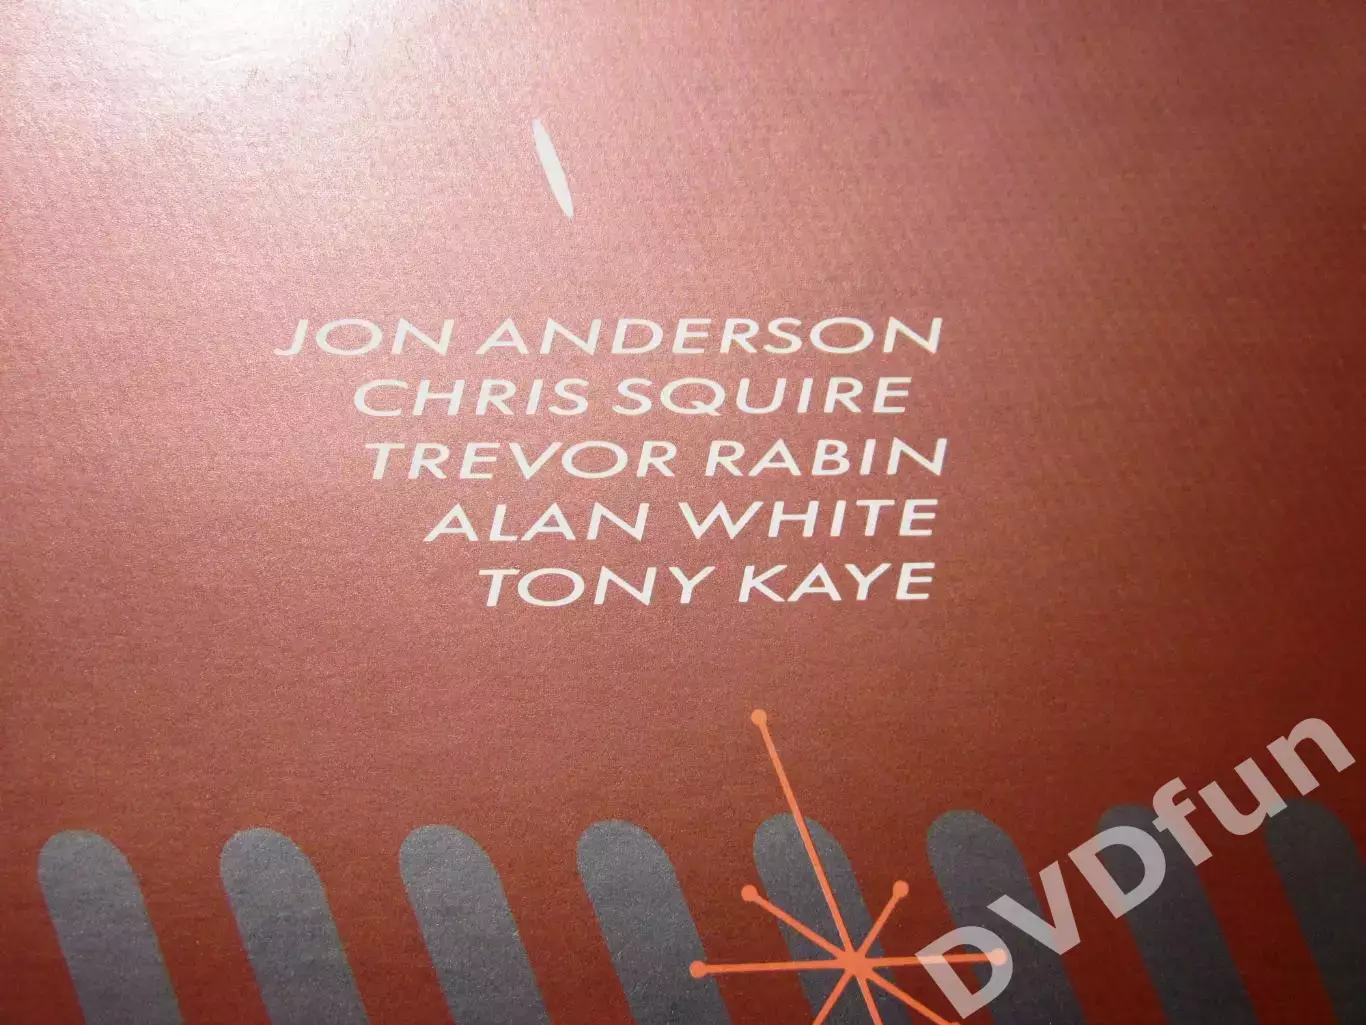 JON ANDERSON
CHRIS SQUIRE
TREVOR RABIN
ALAN WHITE
TONY KAYE
DVDfun